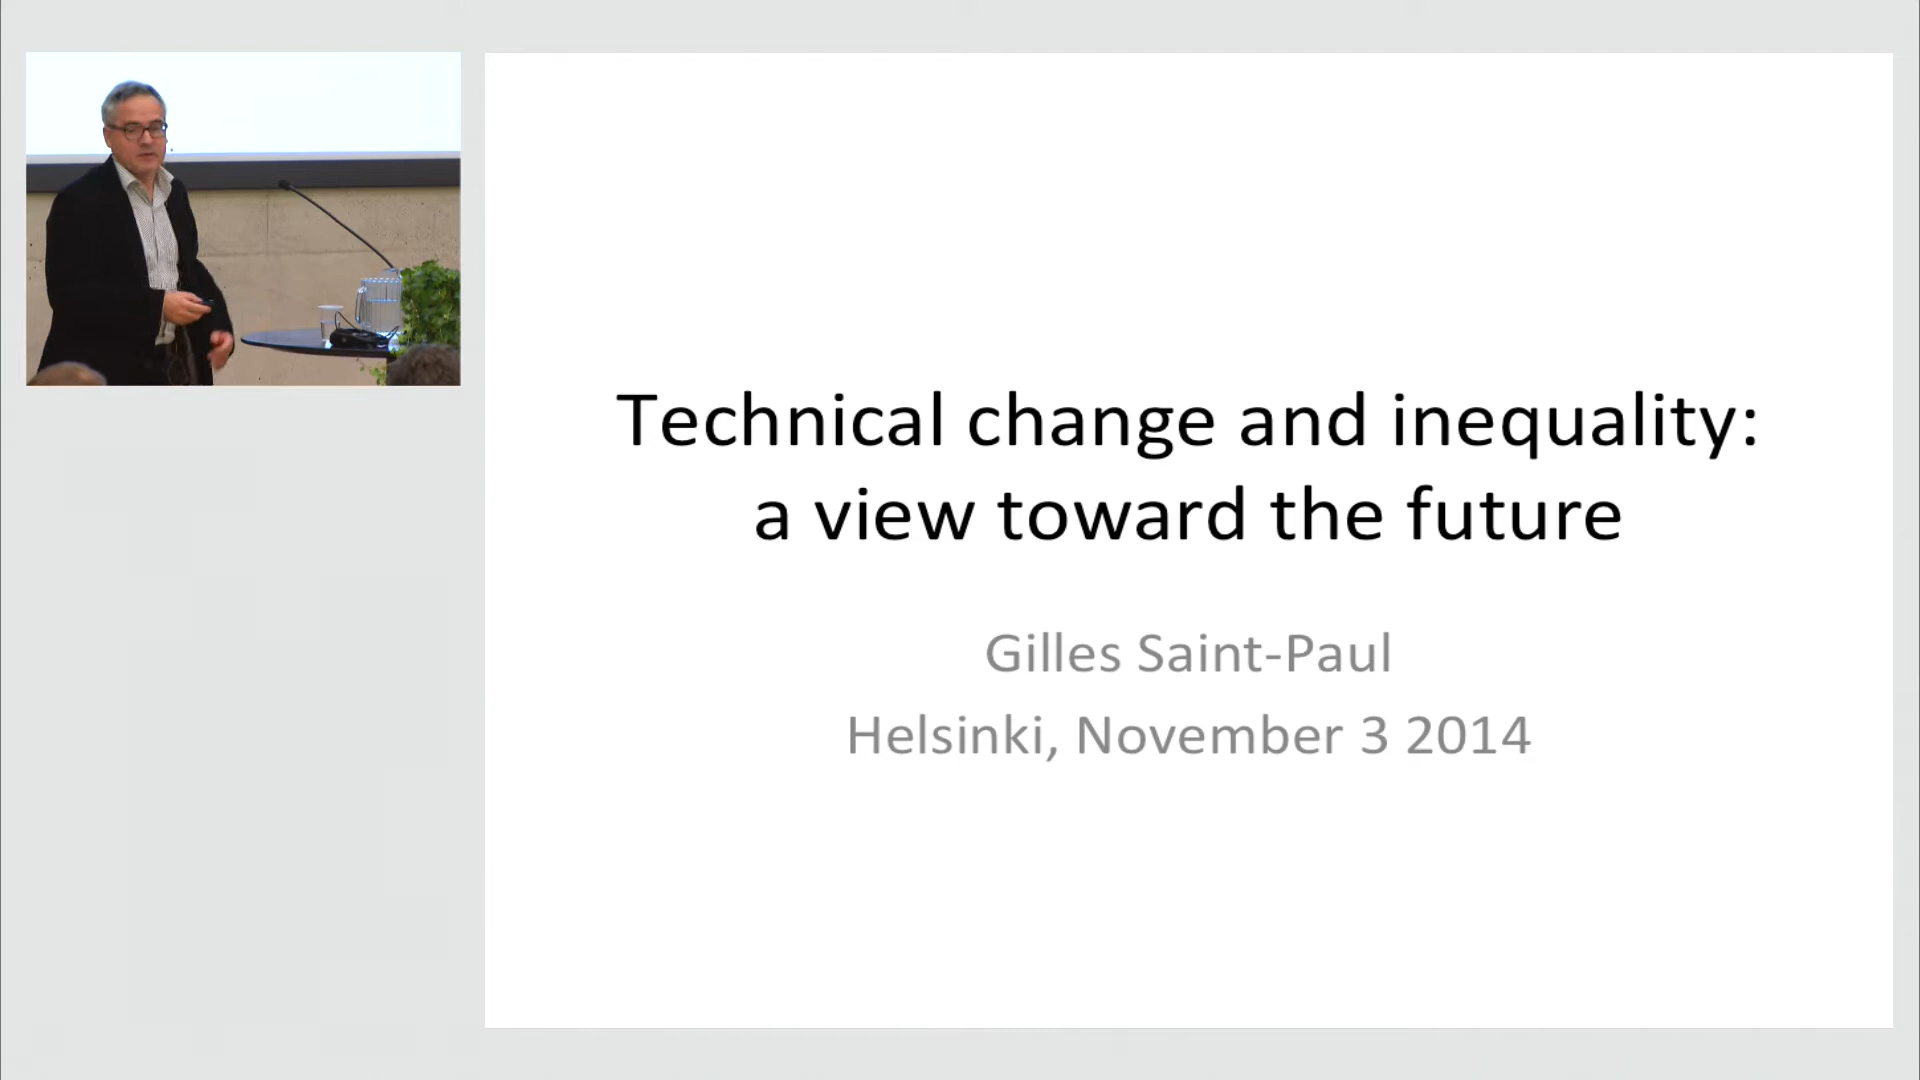 Technical change and inequality:
a view toward the future
Gilles Saint-Paul
Helsinki, November 3 2014